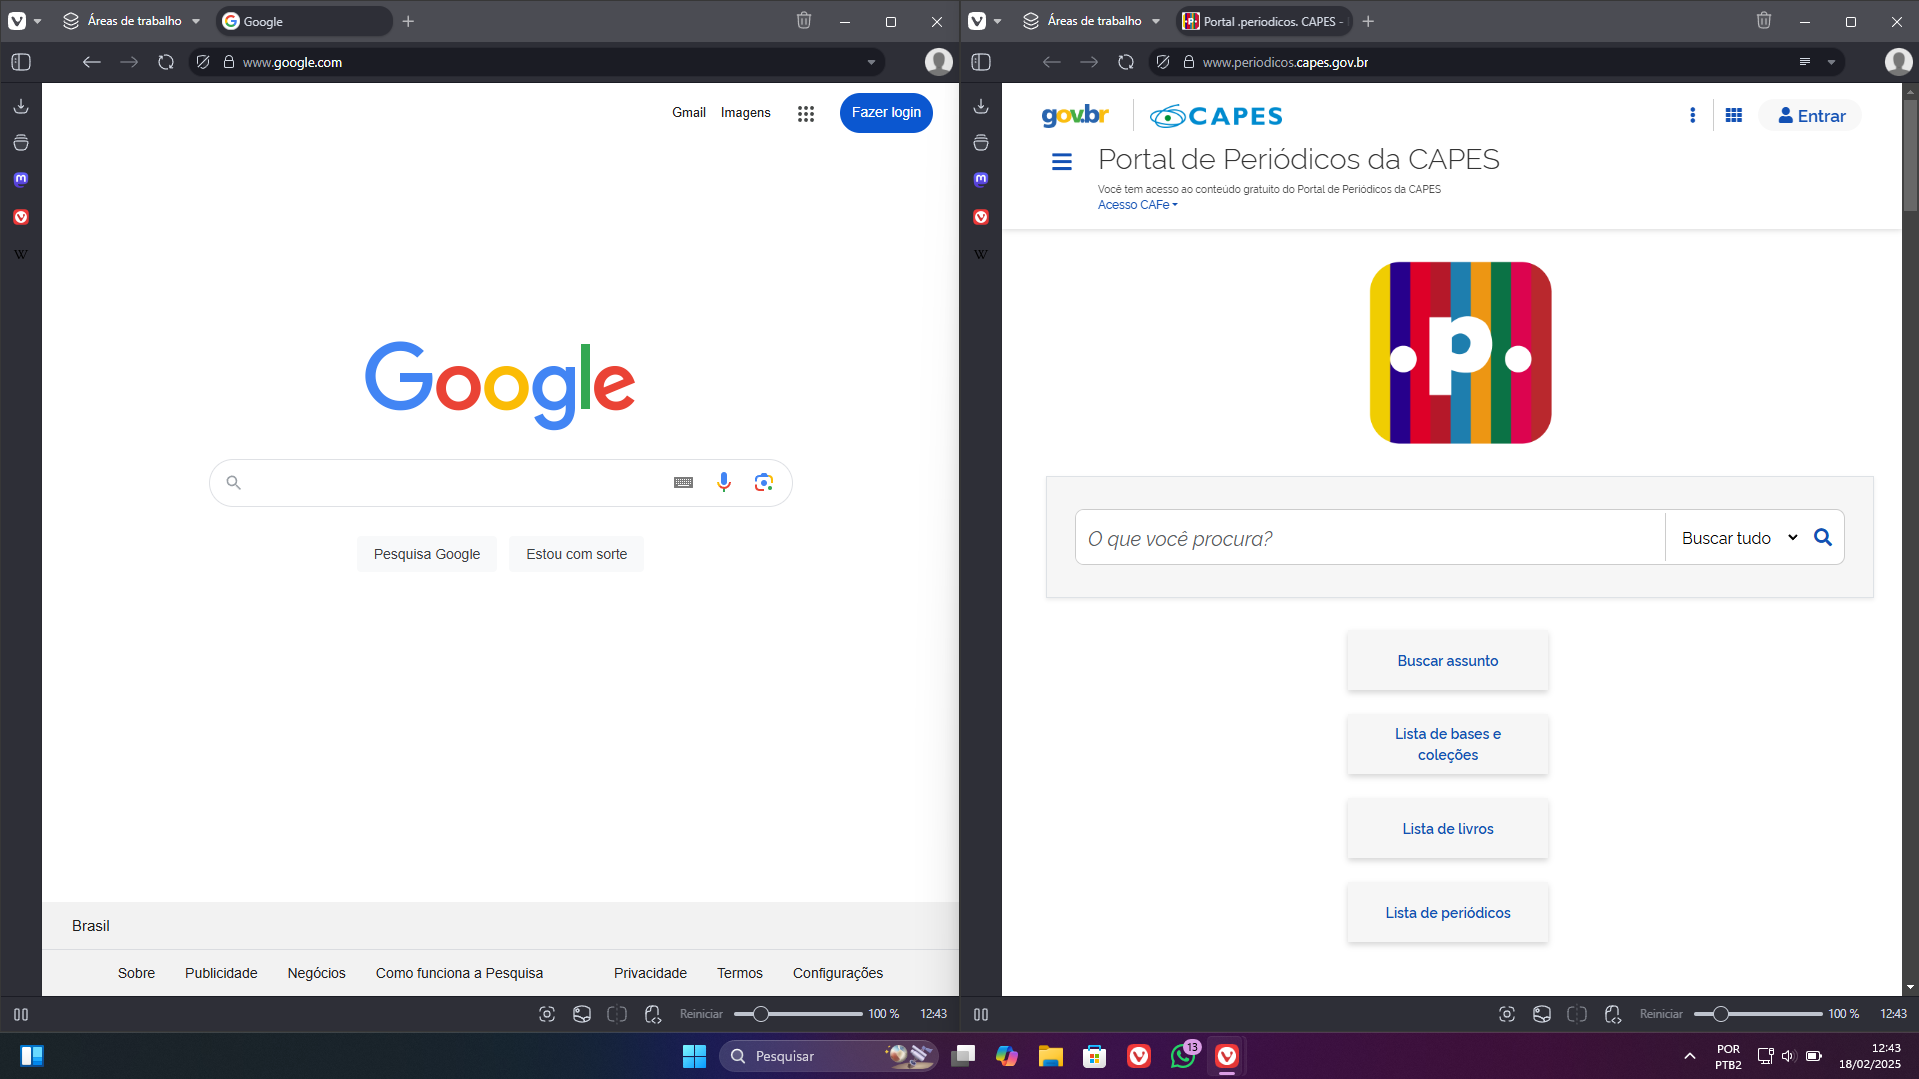 Áreas de trabalho
Google
www.google.com
Gmail
Imagens
Fazer login
Google
Pesquisa Google
Estou com sorte
Brasil
Sobre
Publicidade
Negócios
Como funciona a Pesquisa
Privacidade
Termos
Configurações
Reiniciar
100 %
12:43
Áreas de trabalho
Portal .periodicos. CAPES -
www.periodicos.capes.gov.br
gov.br
CAPES
Entrar
Portal de Periódicos da CAPES
Você tem acesso ao conteúdo gratuito do Portal de Periódicos da CAPES
Acesso CAFe
.p.
O que você procura?
Buscar tudo
Buscar assunto
Lista de bases e
coleções
Lista de livros
Lista de periódicos
Reiniciar
100 %
12:43
Pesquisar
13
POR
PTB2
12:43
18/02/2025